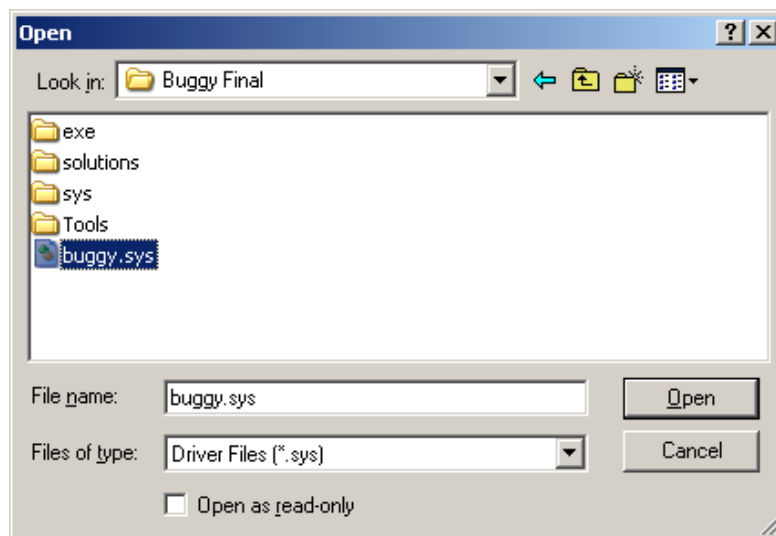 Open
Look in: Buggy Final
exe
solutions
sys
Tools
buggy.sys
File name: buggy.sys Open
Files of type: Driver Files (*.sys) Cancel
Open as read-only